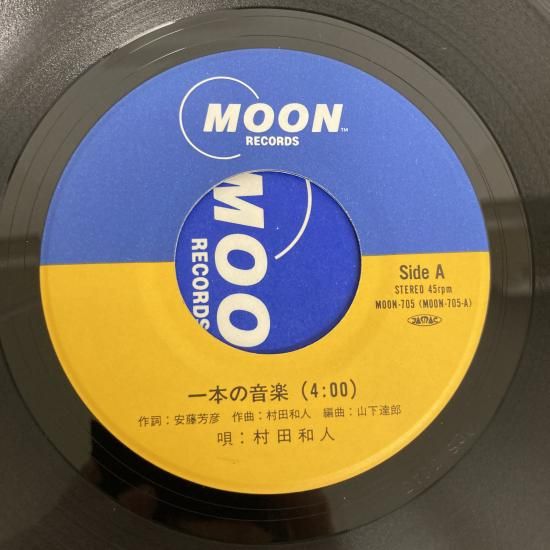 MOON™
RECORDS
MOO
RECORDS
Side A
STEREO 45rpm
MOON-705 (MOON-705-A)
JASRAC
一本の音楽 (4:00)
作詞：安藤芳彦 作曲：村田和人 編曲：山下達郎
唄：村田和人